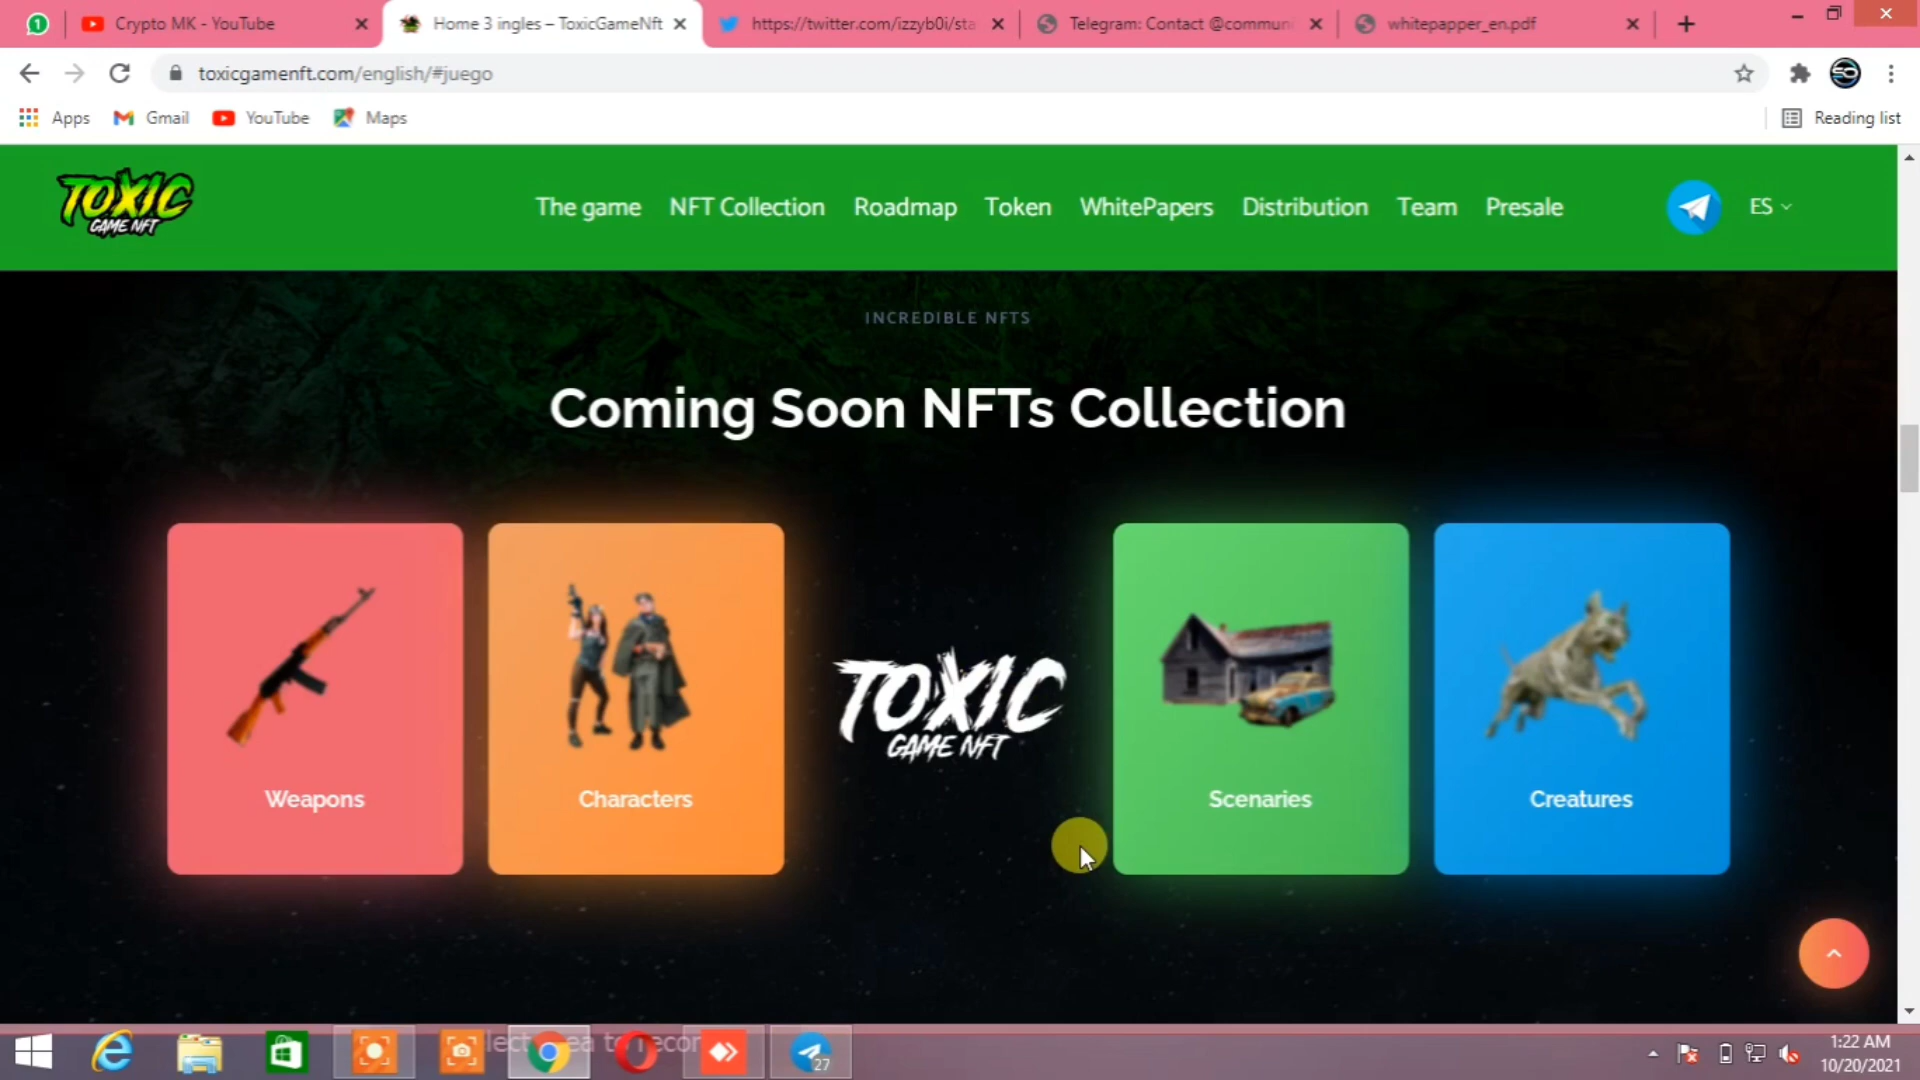 1
Crypto MK - YouTube
Home 3 ingles – ToxicGameNft
https://twitter.com/izzyb0i/sta
Telegram: Contact @communi
whitepapper_en.pdf
toxicgamenft.com/english/#juego
Apps
Gmail
YouTube
Maps
Reading list
TOXIC
GAME NFT
The game
NFT Collection
Roadmap
Token
WhitePapers
Distribution
Team
Presale
ES
INCREDIBLE NFTS
Coming Soon NFTs Collection
Weapons
Characters
TOXIC
GAME NFT
Scenaries
Creatures
27
1:22 AM
10/20/2021